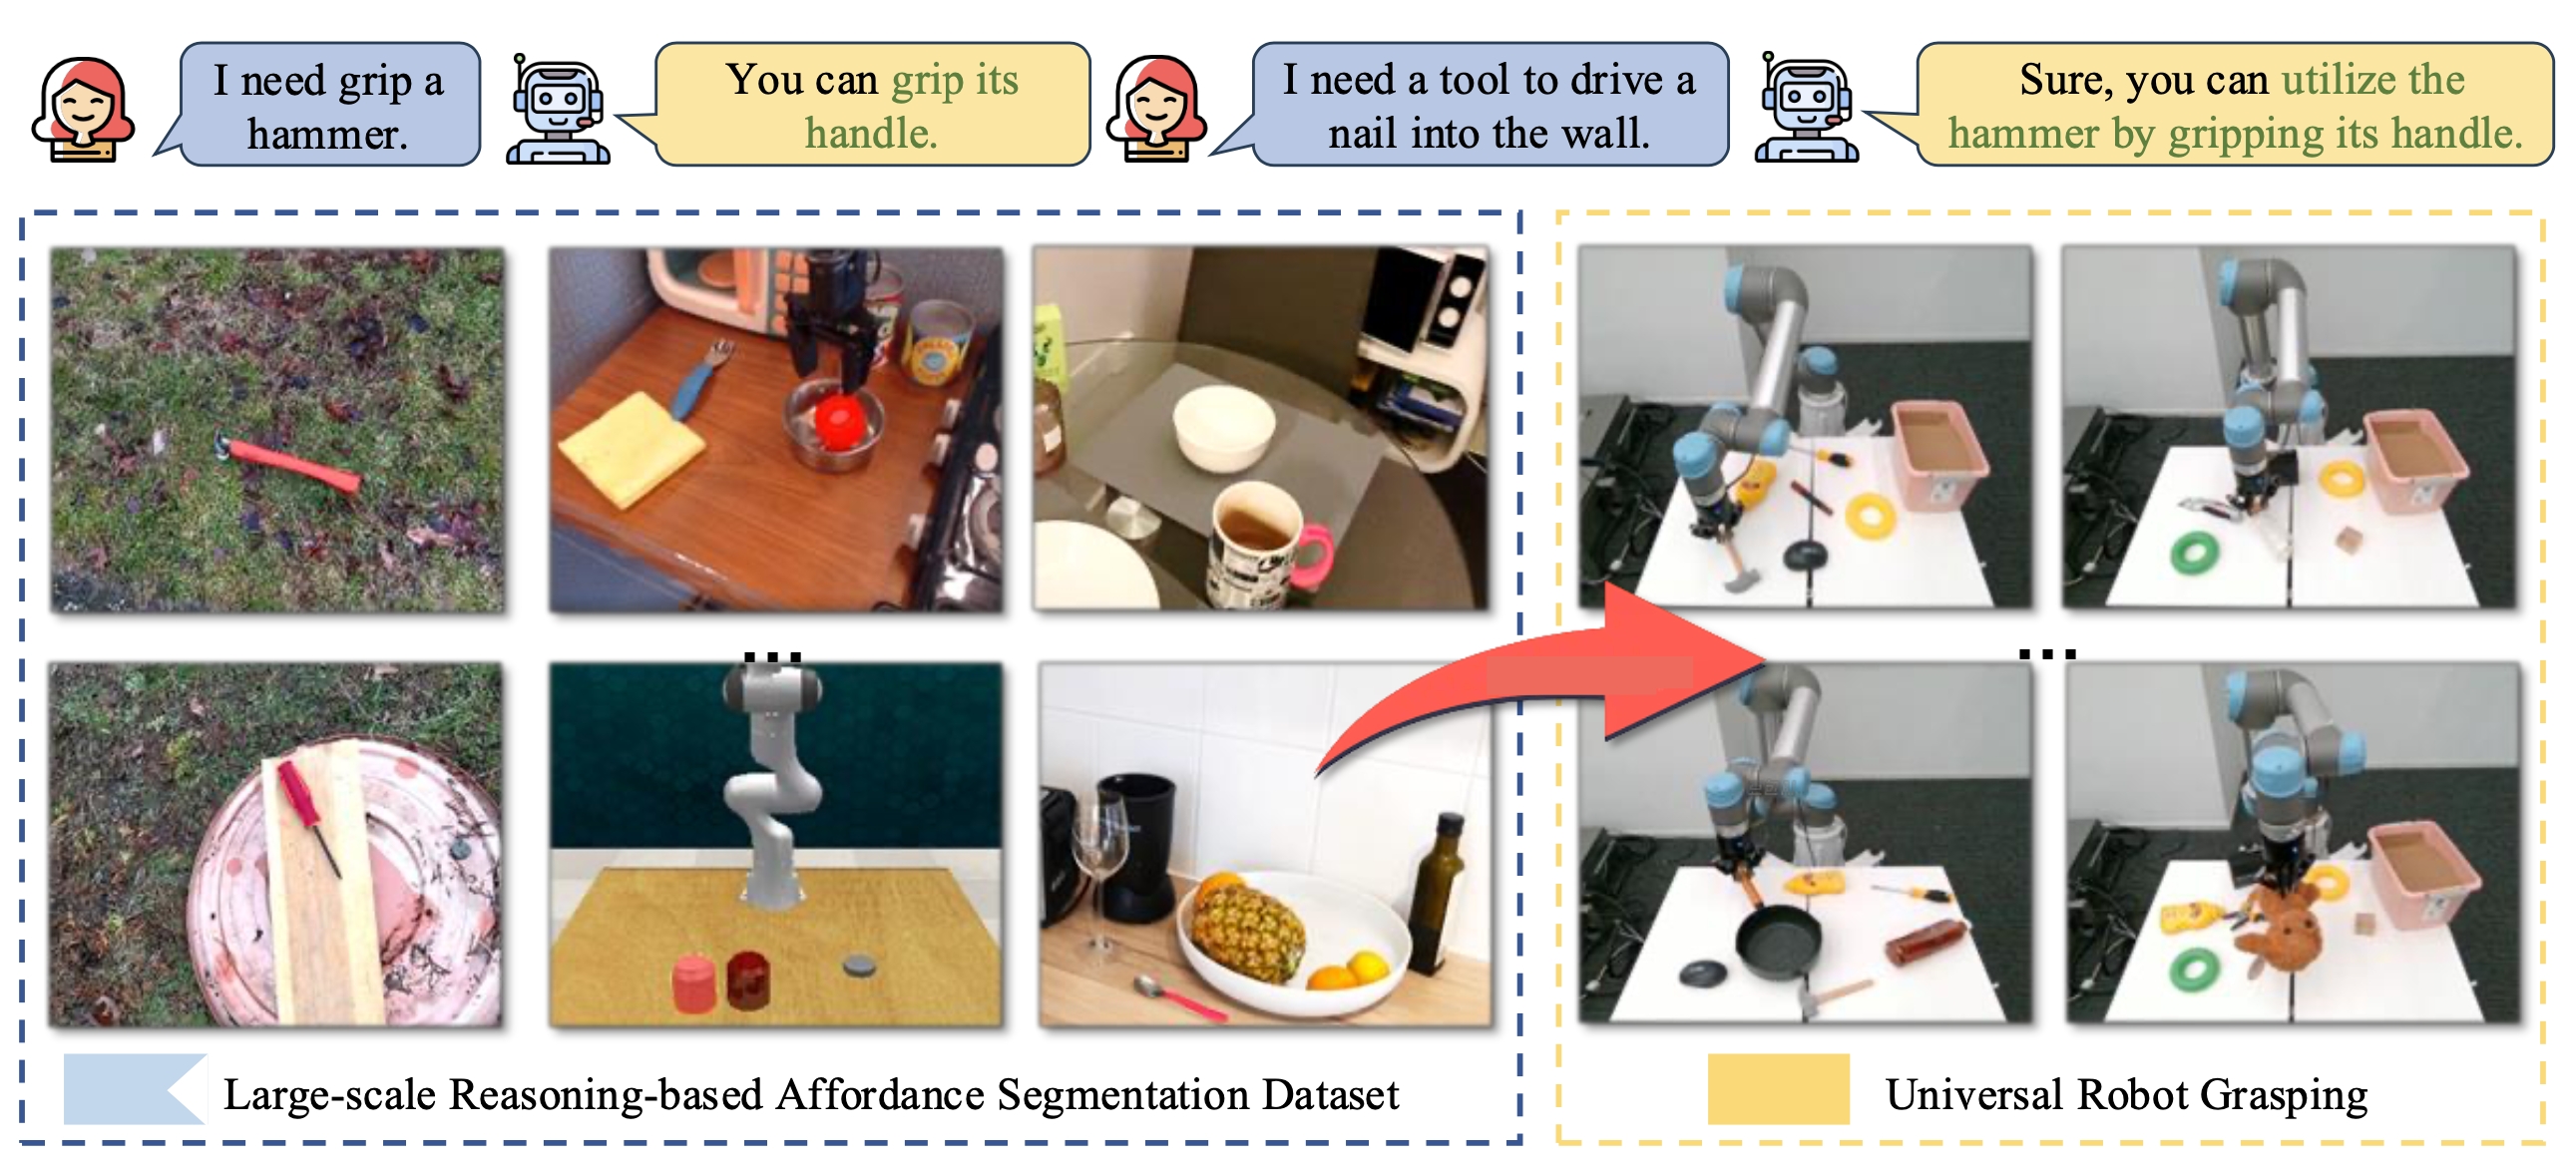 I need grip a
hammer.
You can grip its
handle.
I need a tool to drive a
nail into the wall.
Sure, you can utilize the
hammer by gripping its handle.
...
...
Large-scale Reasoning-based Affordance Segmentation Dataset
Universal Robot Grasping